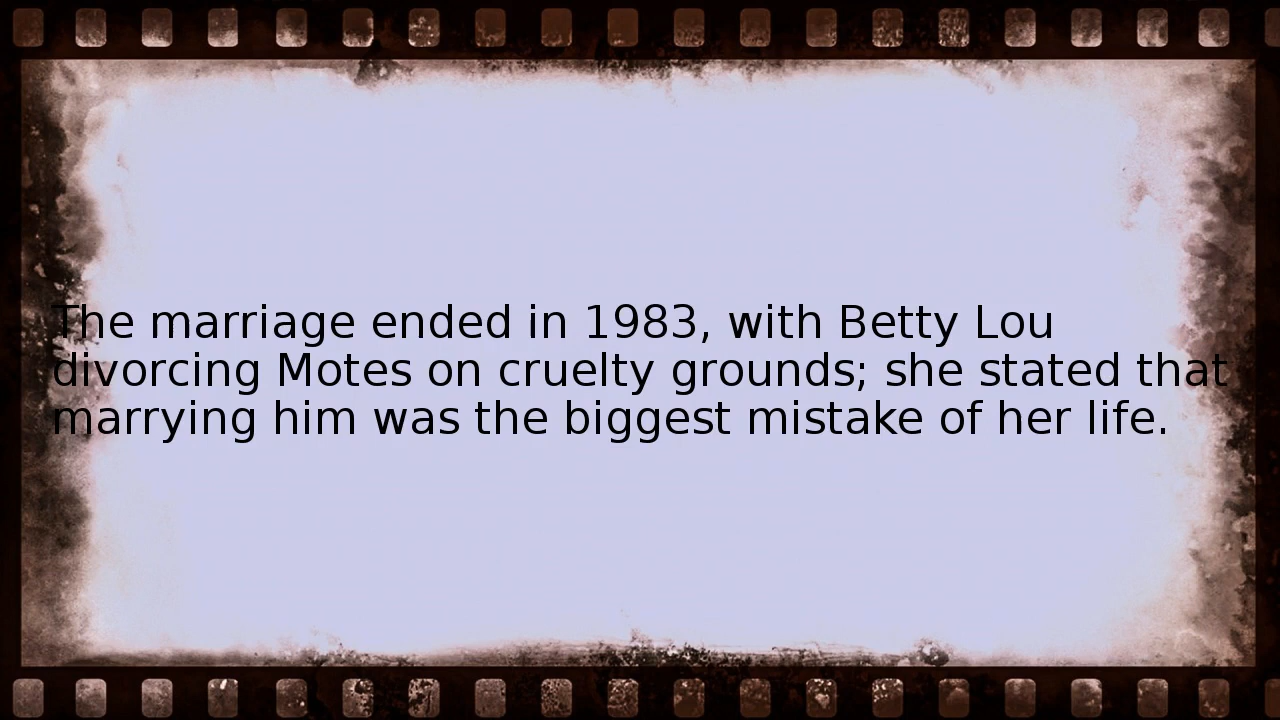 The marriage ended in 1983, with Betty Lou
divorcing Motes on cruelty grounds; she stated that
marrying him was the biggest mistake of her life.